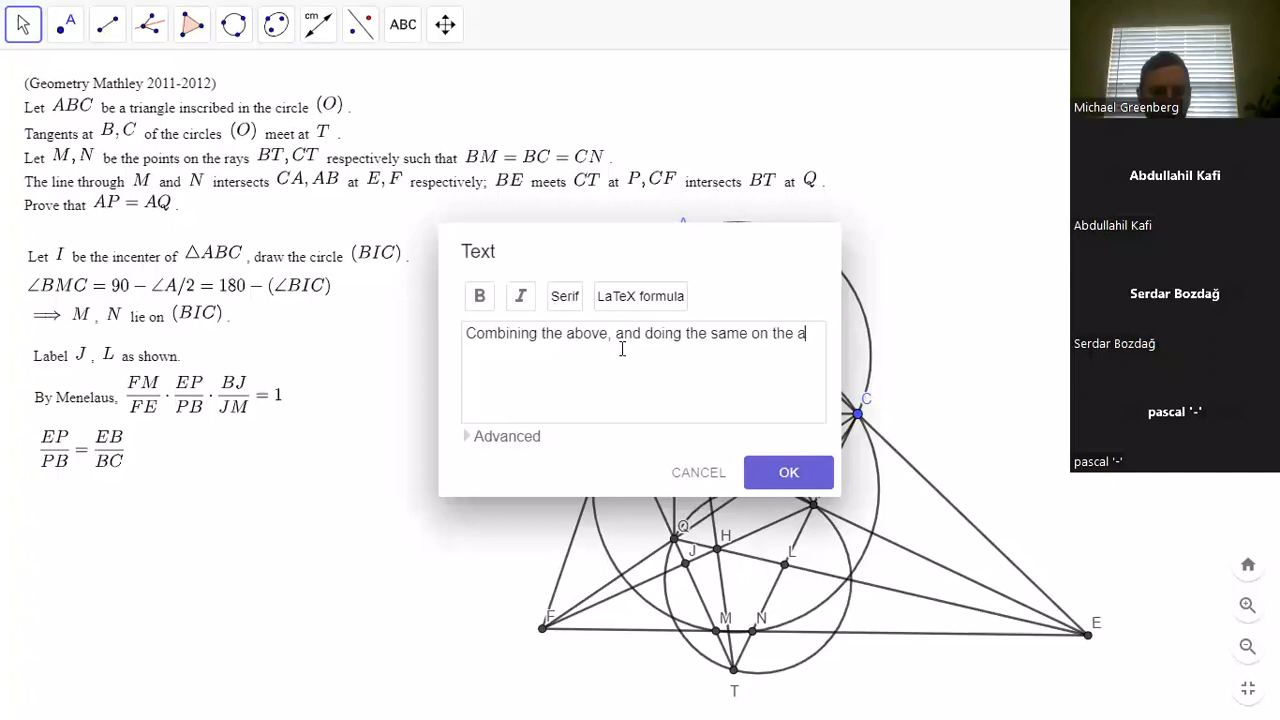 A
cm
ABC
(Geometry Mathley 2011-2012)
Let ABC be a triangle inscribed in the circle (O) .
Tangents at B, C of the circles (O) meet at T .
Let M, N be the points on the rays BT, CT respectively such that BM = BC = CN .
The line through M and N intersects CA, AB at E, F respectively; BE meets CT at P, CF intersects BT at Q .
Prove that AP = AQ .
Let I be the incenter of △ABC , draw the circle (BIC) .
∠BMC = 90 − ∠A/2 = 180 − (∠BIC)
⟹ M , N lie on (BIC) .
Label J , L as shown.
By Menelaus, FM/FE · EP/PB · BJ/JM = 1
EP/PB = EB/BC
Text
B I Serif LaTeX formula
Combining the above, and doing the same on the a
Advanced
CANCEL OK
A
C
Q
H
J
L
F
M
N
E
T
Michael Greenberg
Abdullahil Kafi
Abdullahil Kafi
Serdar Bozdağ
Serdar Bozdağ
pascal '-'
pascal '-'